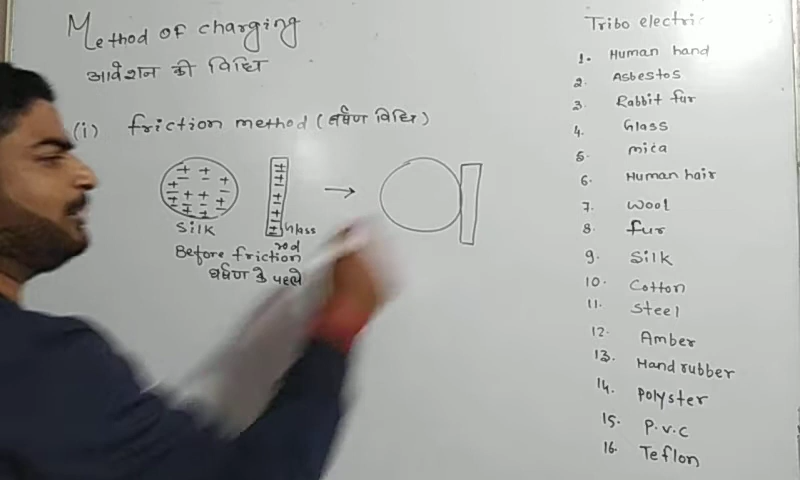 Method of charging
आवेशन की विधि
(i) friction method (घर्षण विधि)
Silk
Glass
rod
Before friction
घर्षण के पहले
Tribo electric
1. Human hand
2. Asbestos
3. Rabbit fur
4. Glass
5. mica
6. Human hair
7. Wool
8. fur
9. Silk
10. Cotton
11. Steel
12. Amber
13. Hand rubber
14. Polyster
15. P.v.c
16. Teflon